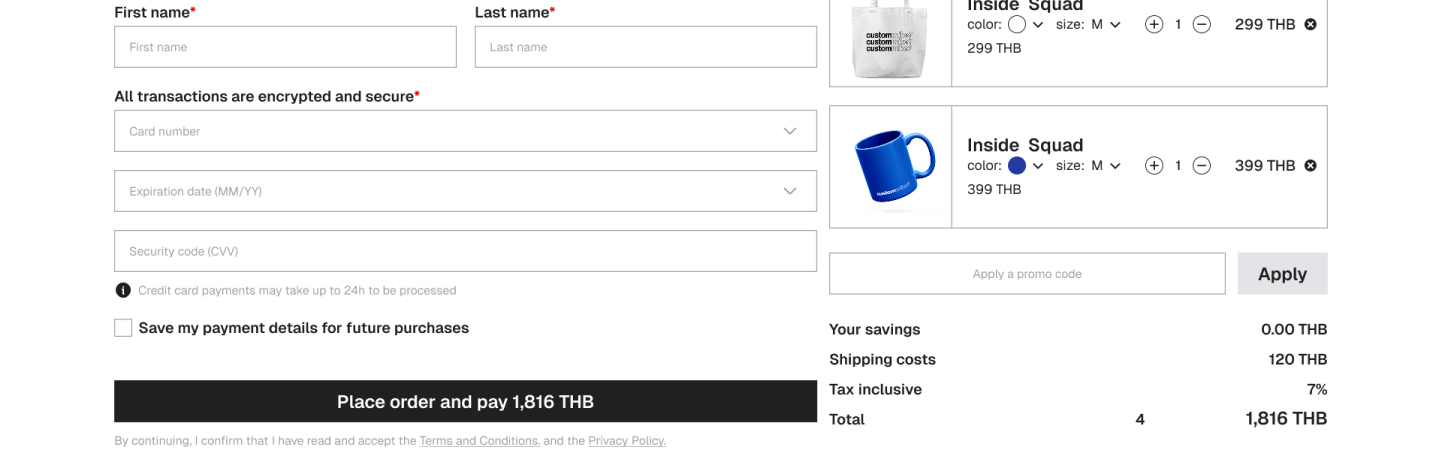 First name*
Last name*
First name
Last name
All transactions are encrypted and secure*
Card number
Expiration date (MM/YY)
Security code (CVV)
Credit card payments may take up to 24h to be processed
Save my payment details for future purchases
Place order and pay 1,816 THB
By continuing, I confirm that I have read and accept the Terms and Conditions. and the Privacy Policy.
Inside Squad
color: size: M 1 299 THB
299 THB
custom
custom
custom
Inside Squad
color: size: M 1 399 THB
399 THB
custom
Apply a promo code
Apply
Your savings 0.00 THB
Shipping costs 120 THB
Tax inclusive 7%
Total 4 1,816 THB